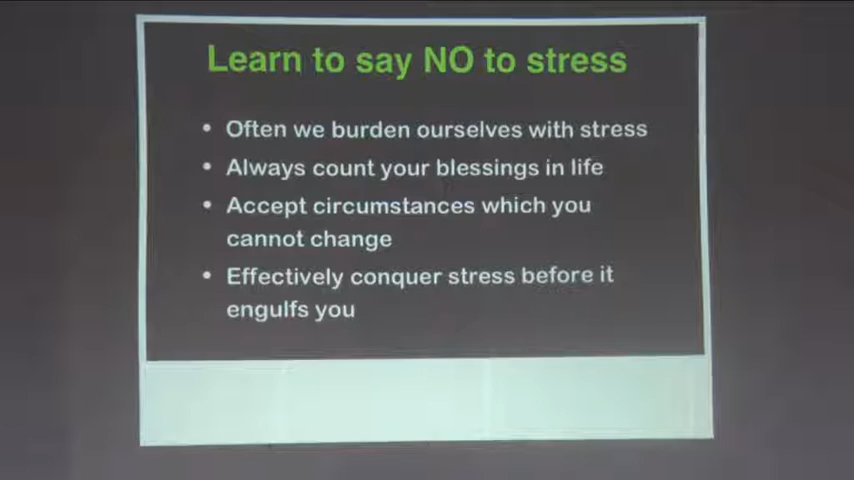 Learn to say NO to stress
• Often we burden ourselves with stress
• Always count your blessings in life
• Accept circumstances which you
cannot change
• Effectively conquer stress before it
engulfs you